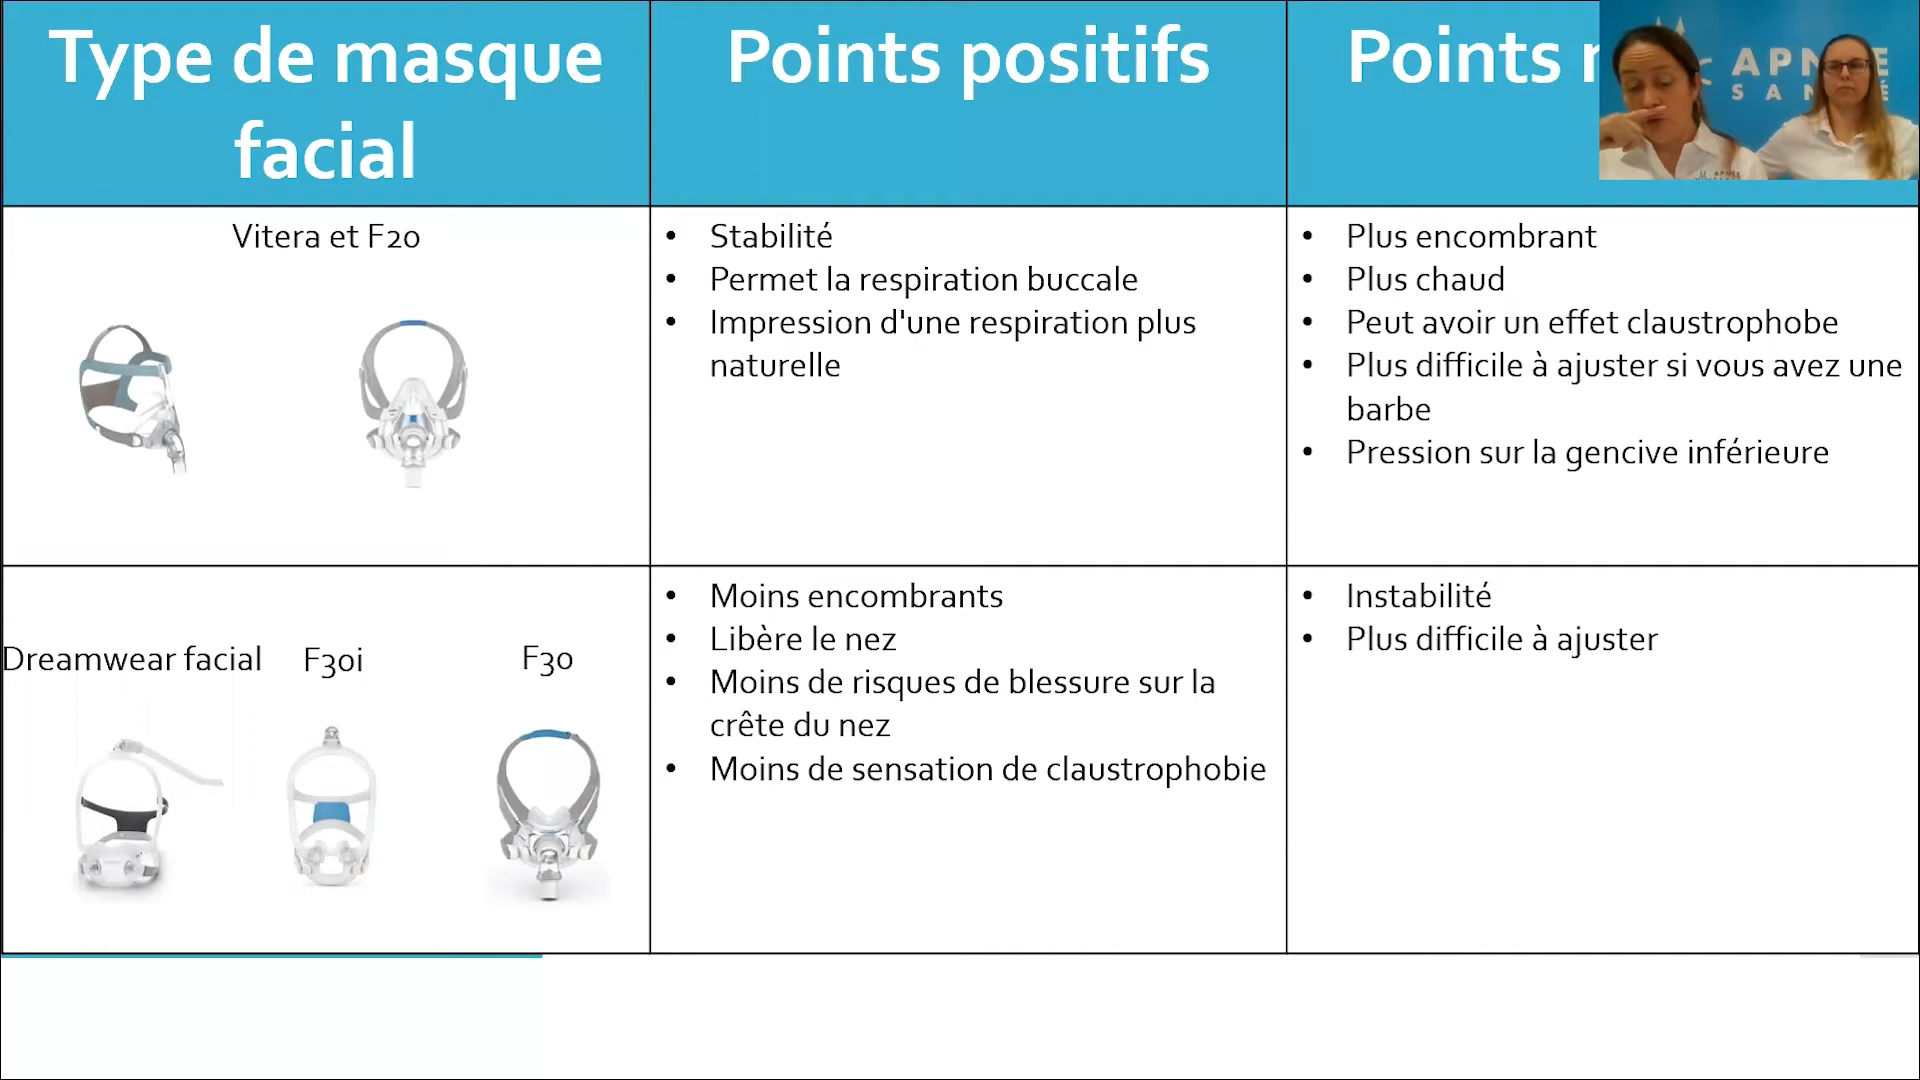 Type de masque
facial
Points positifs
Points
APNÉE
SANTÉ
Vitera et F20
• Stabilité
• Permet la respiration buccale
• Impression d'une respiration plus
naturelle
• Plus encombrant
• Plus chaud
• Peut avoir un effet claustrophobe
• Plus difficile à ajuster si vous avez une
barbe
• Pression sur la gencive inférieure
Dreamwear facial F30i F30
• Moins encombrants
• Libère le nez
• Moins de risques de blessure sur la
crête du nez
• Moins de sensation de claustrophobie
• Instabilité
• Plus difficile à ajuster